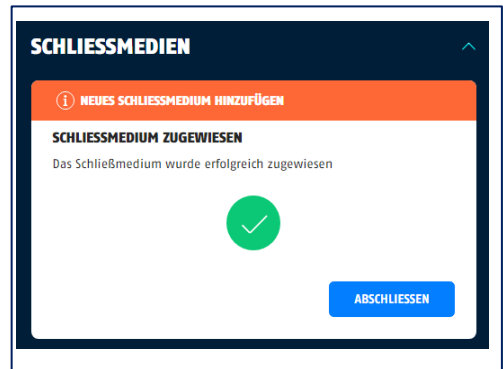 SCHLIESSMEDIEN
NEUES SCHLIESSMEDIUM HINZUFÜGEN
SCHLIESSMEDIUM ZUGEWIESEN
Das Schließmedium wurde erfolgreich zugewiesen
ABSCHLIESSEN